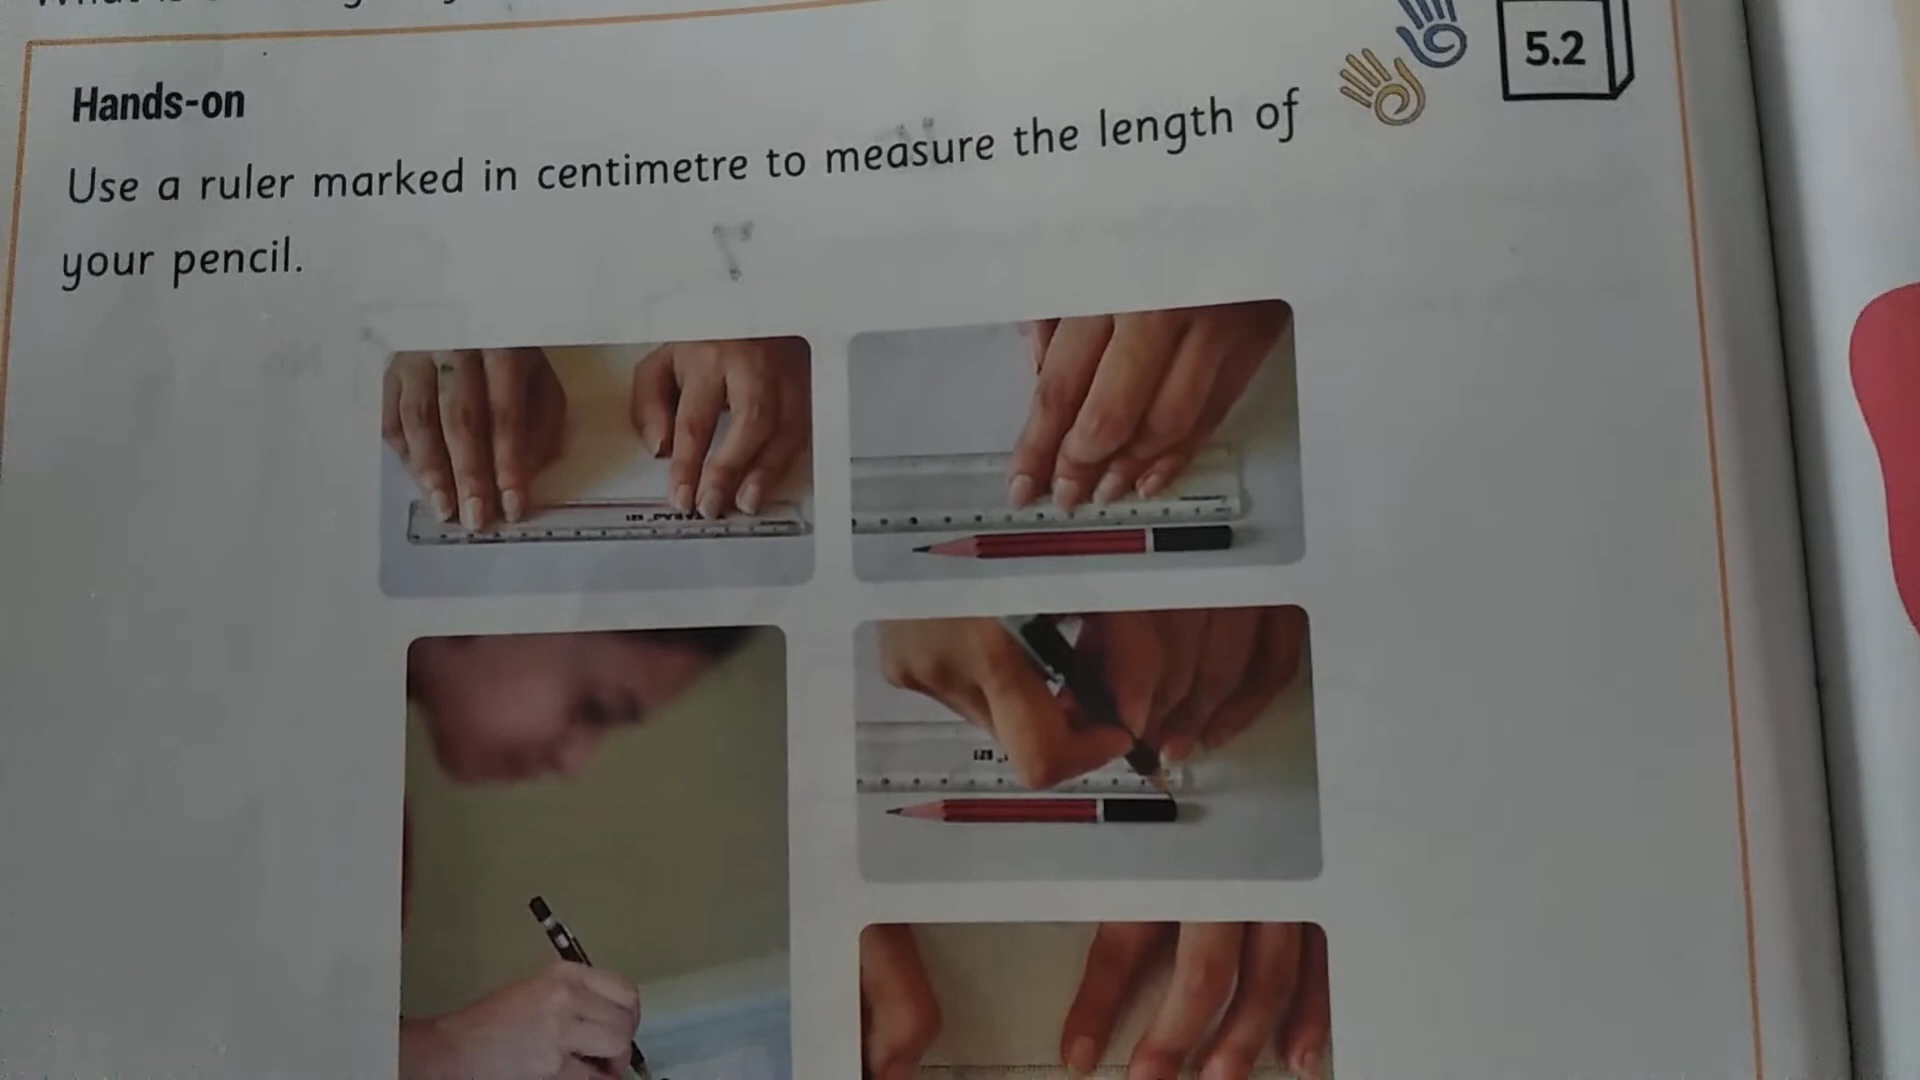 5.2
Hands-on
Use a ruler marked in centimetre to measure the length of
your pencil.